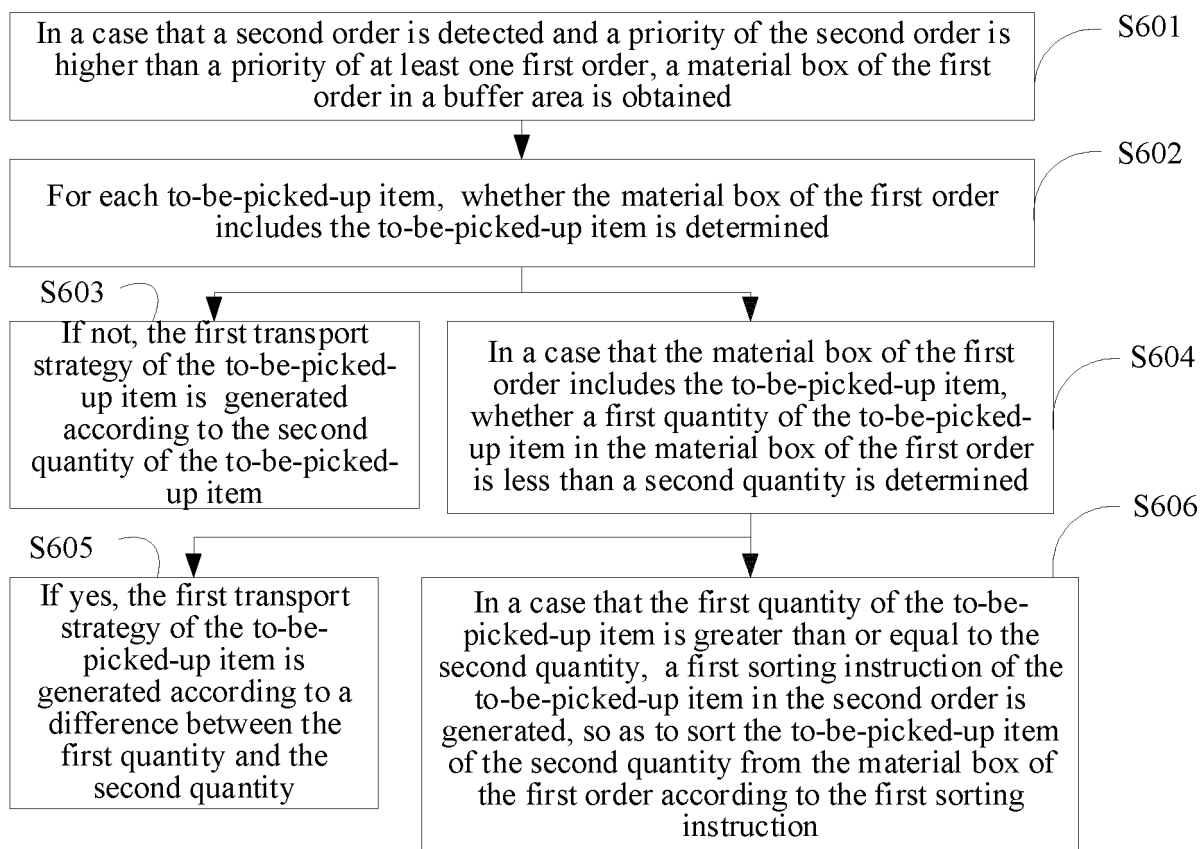 In a case that a second order is detected and a priority of the second order is
higher than a priority of at least one first order, a material box of the first
order in a buffer area is obtained
S601
For each to-be-picked-up item, whether the material box of the first order
includes the to-be-picked-up item is determined
S602
S603
If not, the first transport
strategy of the to-be-picked-
up item is generated
according to the second
quantity of the to-be-picked-
up item
In a case that the material box of the first
order includes the to-be-picked-up item,
whether a first quantity of the to-be-picked-
up item in the material box of the first order
is less than a second quantity is determined
S604
S605
If yes, the first transport
strategy of the to-be-
picked-up item is
generated according to a
difference between the
first quantity and the
second quantity
S606
In a case that the first quantity of the to-be-
picked-up item is greater than or equal to the
second quantity, a first sorting instruction of the
to-be-picked-up item in the second order is
generated, so as to sort the to-be-picked-up item
of the second quantity from the material box of
the first order according to the first sorting
instruction